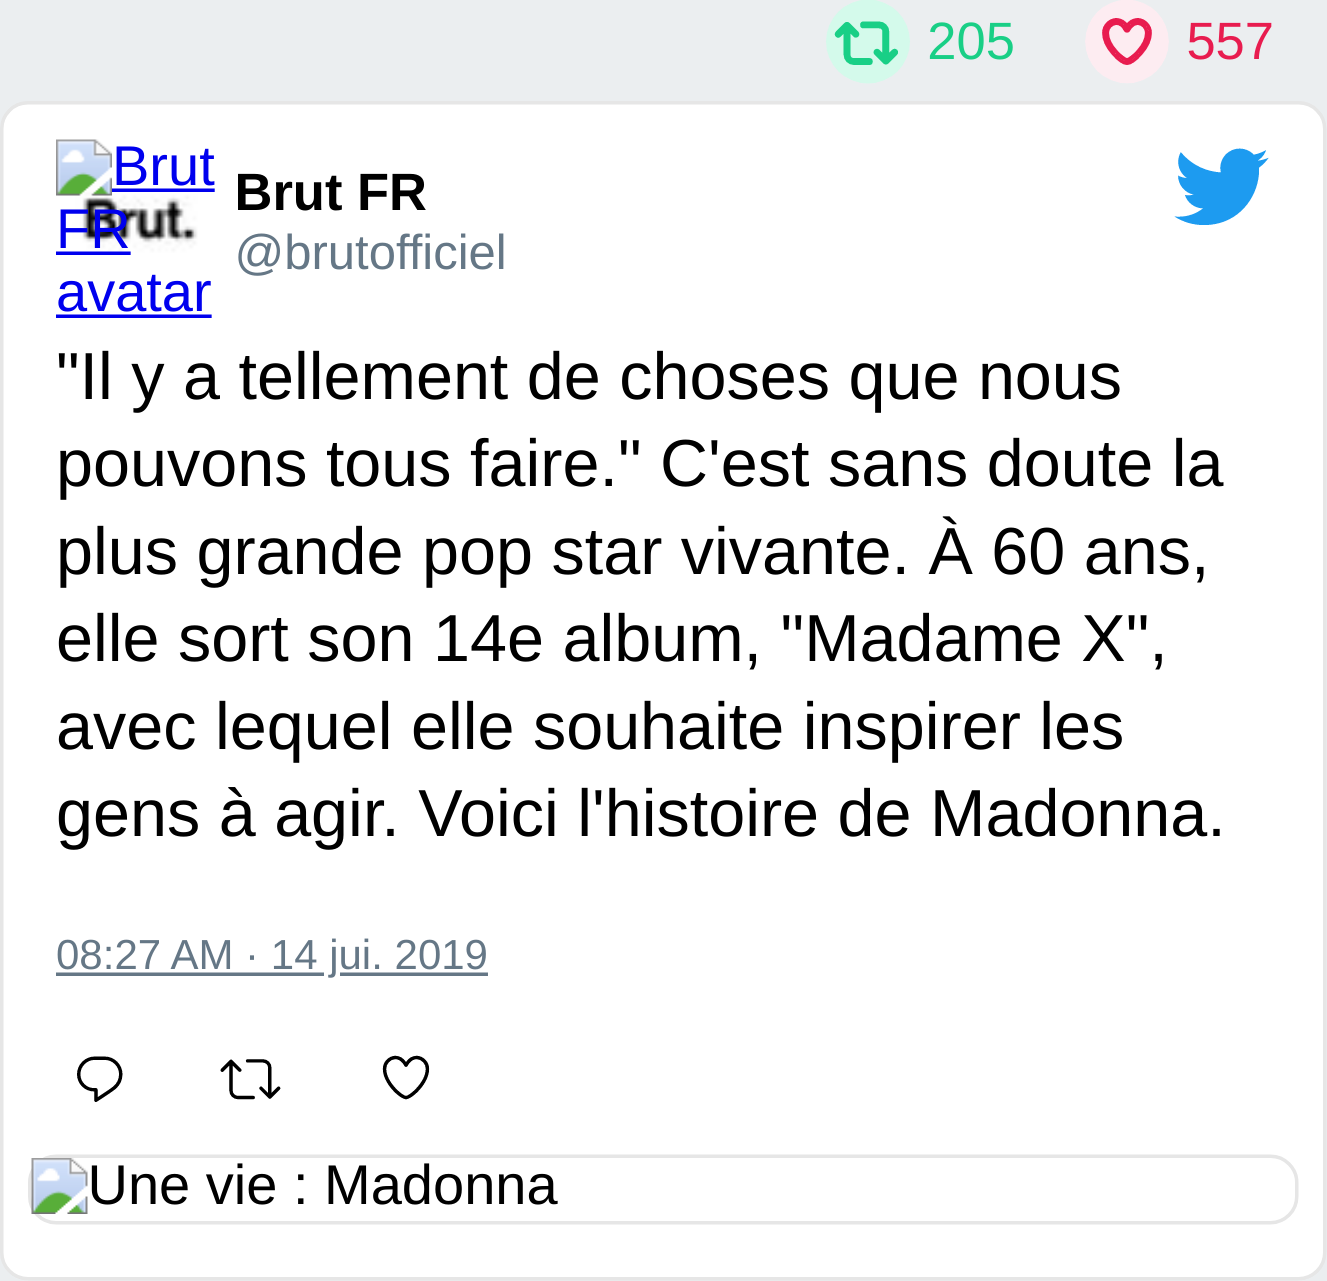 205 557
Brut
FR
avatar
Brut.
Brut FR
@brutofficiel
"Il y a tellement de choses que nous
pouvons tous faire." C'est sans doute la
plus grande pop star vivante. À 60 ans,
elle sort son 14e album, "Madame X",
avec lequel elle souhaite inspirer les
gens à agir. Voici l'histoire de Madonna.
08:27 AM · 14 jui. 2019
Une vie : Madonna